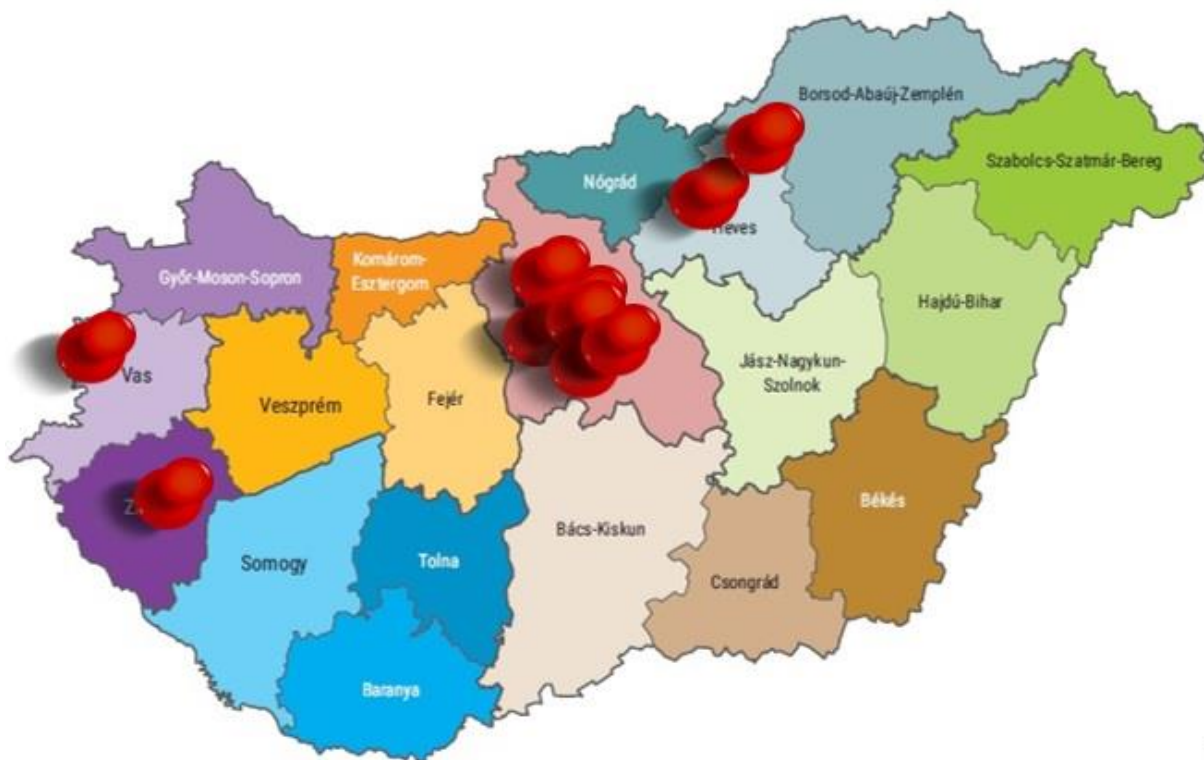 Borsod-Abaúj-Zemplén
Szabolcs-Szatmár-Bereg
Nógrád
Heves
Győr-Moson-Sopron
Komárom-
Esztergom
Hajdú-Bihar
Jász-Nagykun-
Szolnok
Vas
Veszprém
Fejér
Békés
Bács-Kiskun
Somogy
Tolna
Csongrád
Baranya